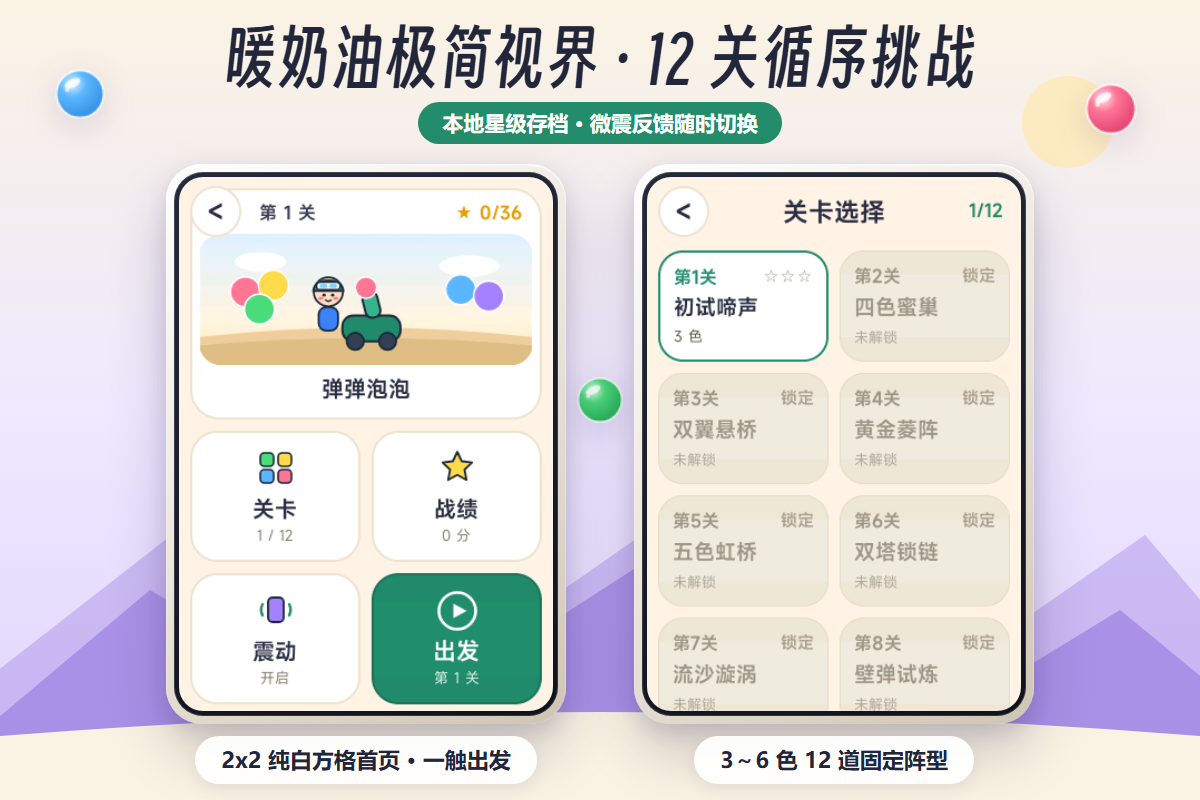 暖奶油极简视界 · 12 关循序挑战
本地星级存档 • 微震反馈随时切换
< 第 1 关 ★ 0/36
弹弹泡泡
关卡
1 / 12
战绩
0 分
震动
开启
出发
第 1 关
2x2 纯白方格首页 • 一触出发
< 关卡选择 1/12
第1关 ☆☆☆
初试啼声
3 色
第2关 锁定
四色蜜巢
未解锁
第3关 锁定
双翼悬桥
未解锁
第4关 锁定
黄金菱阵
未解锁
第5关 锁定
五色虹桥
未解锁
第6关 锁定
双塔锁链
未解锁
第7关 锁定
流沙漩涡
未解锁
第8关 锁定
壁弹试炼
未解锁
3～6 色 12 道固定阵型